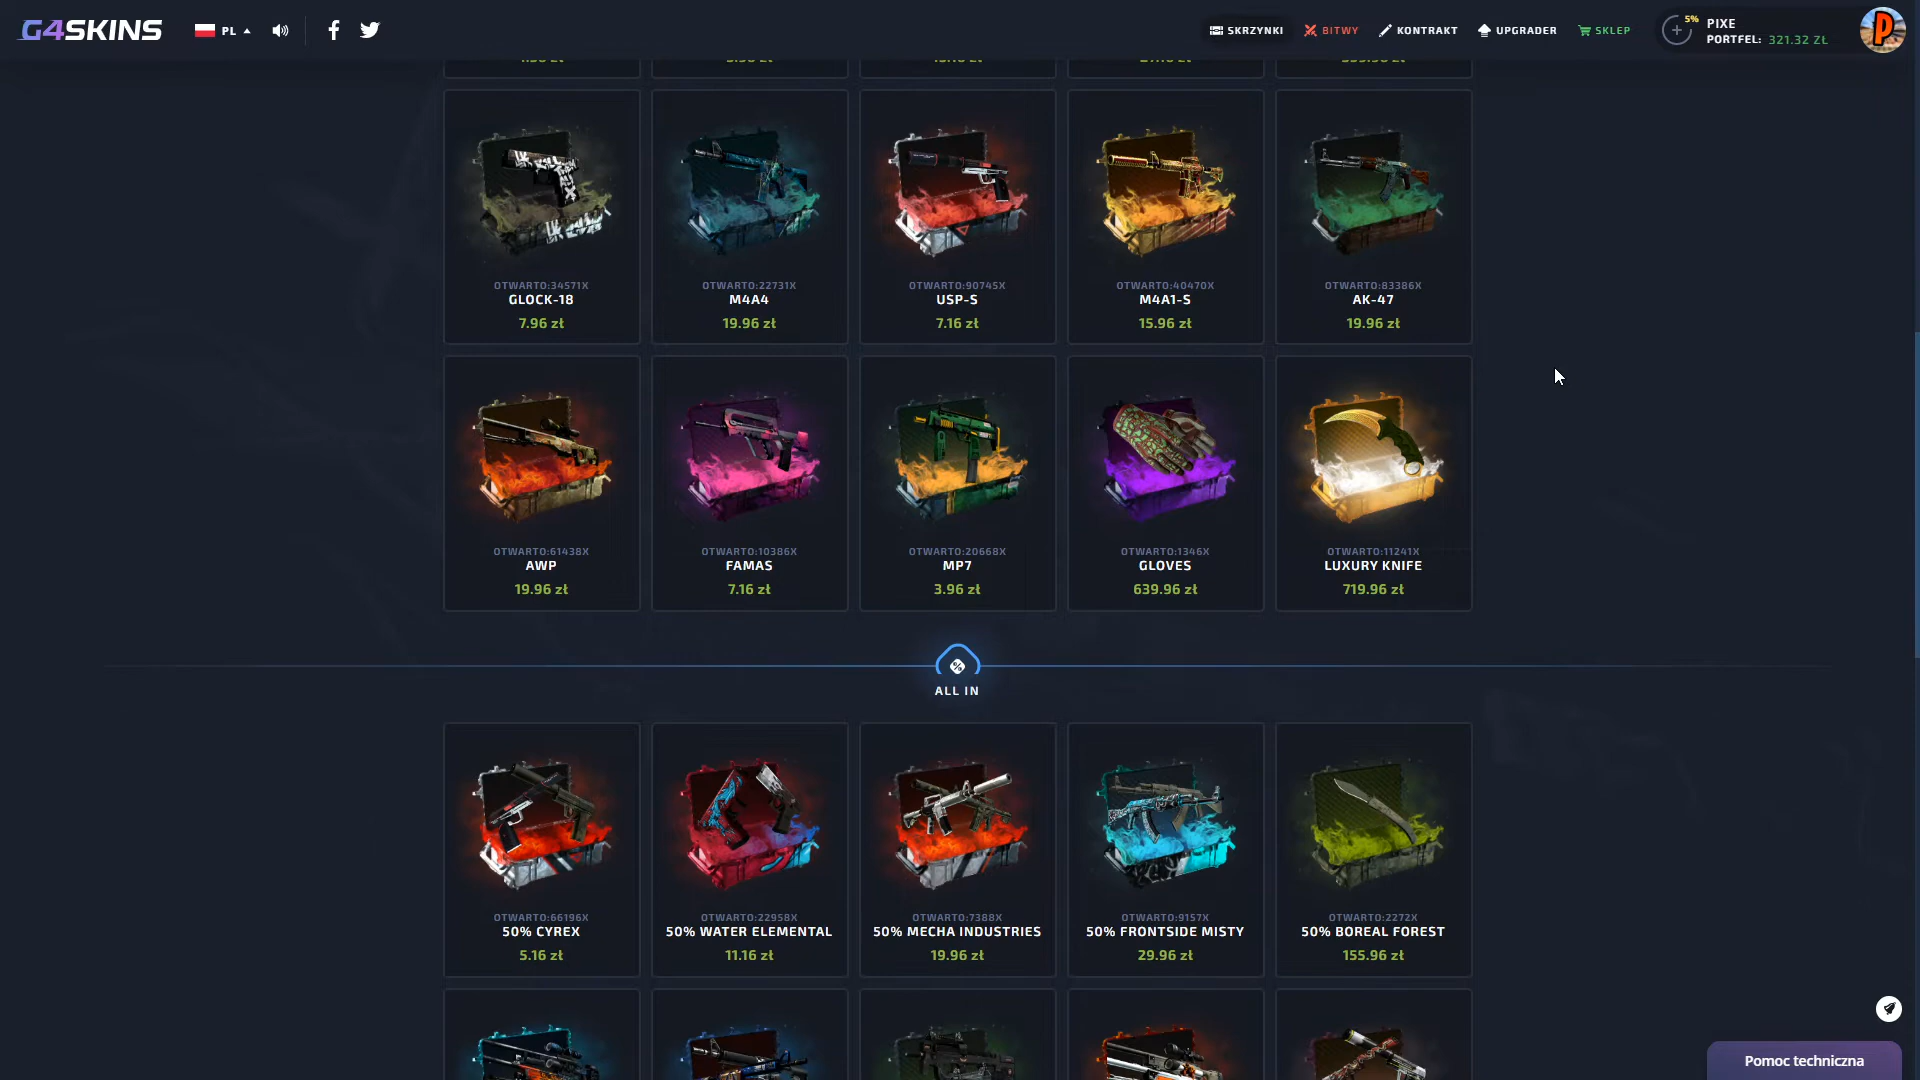 G4SKINS
PL
SKRZYNKI
BITWY
KONTRAKT
UPGRADER
SKLEP
5%
PIXE
PORTFEL: 321.32 ZŁ
OTWARTO:34571X
GLOCK-18
7.96 zł
OTWARTO:22731X
M4A4
19.96 zł
OTWARTO:90745X
USP-S
7.16 zł
OTWARTO:40470X
M4A1-S
15.96 zł
OTWARTO:83386X
AK-47
19.96 zł
OTWARTO:61438X
AWP
19.96 zł
OTWARTO:10386X
FAMAS
7.16 zł
OTWARTO:20668X
MP7
3.96 zł
OTWARTO:1346X
GLOVES
639.96 zł
OTWARTO:11241X
LUXURY KNIFE
719.96 zł
ALL IN
OTWARTO:66196X
50% CYREX
5.16 zł
OTWARTO:22958X
50% WATER ELEMENTAL
11.16 zł
OTWARTO:7388X
50% MECHA INDUSTRIES
19.96 zł
OTWARTO:9157X
50% FRONTSIDE MISTY
29.96 zł
OTWARTO:2272X
50% BOREAL FOREST
155.96 zł
Pomoc techniczna